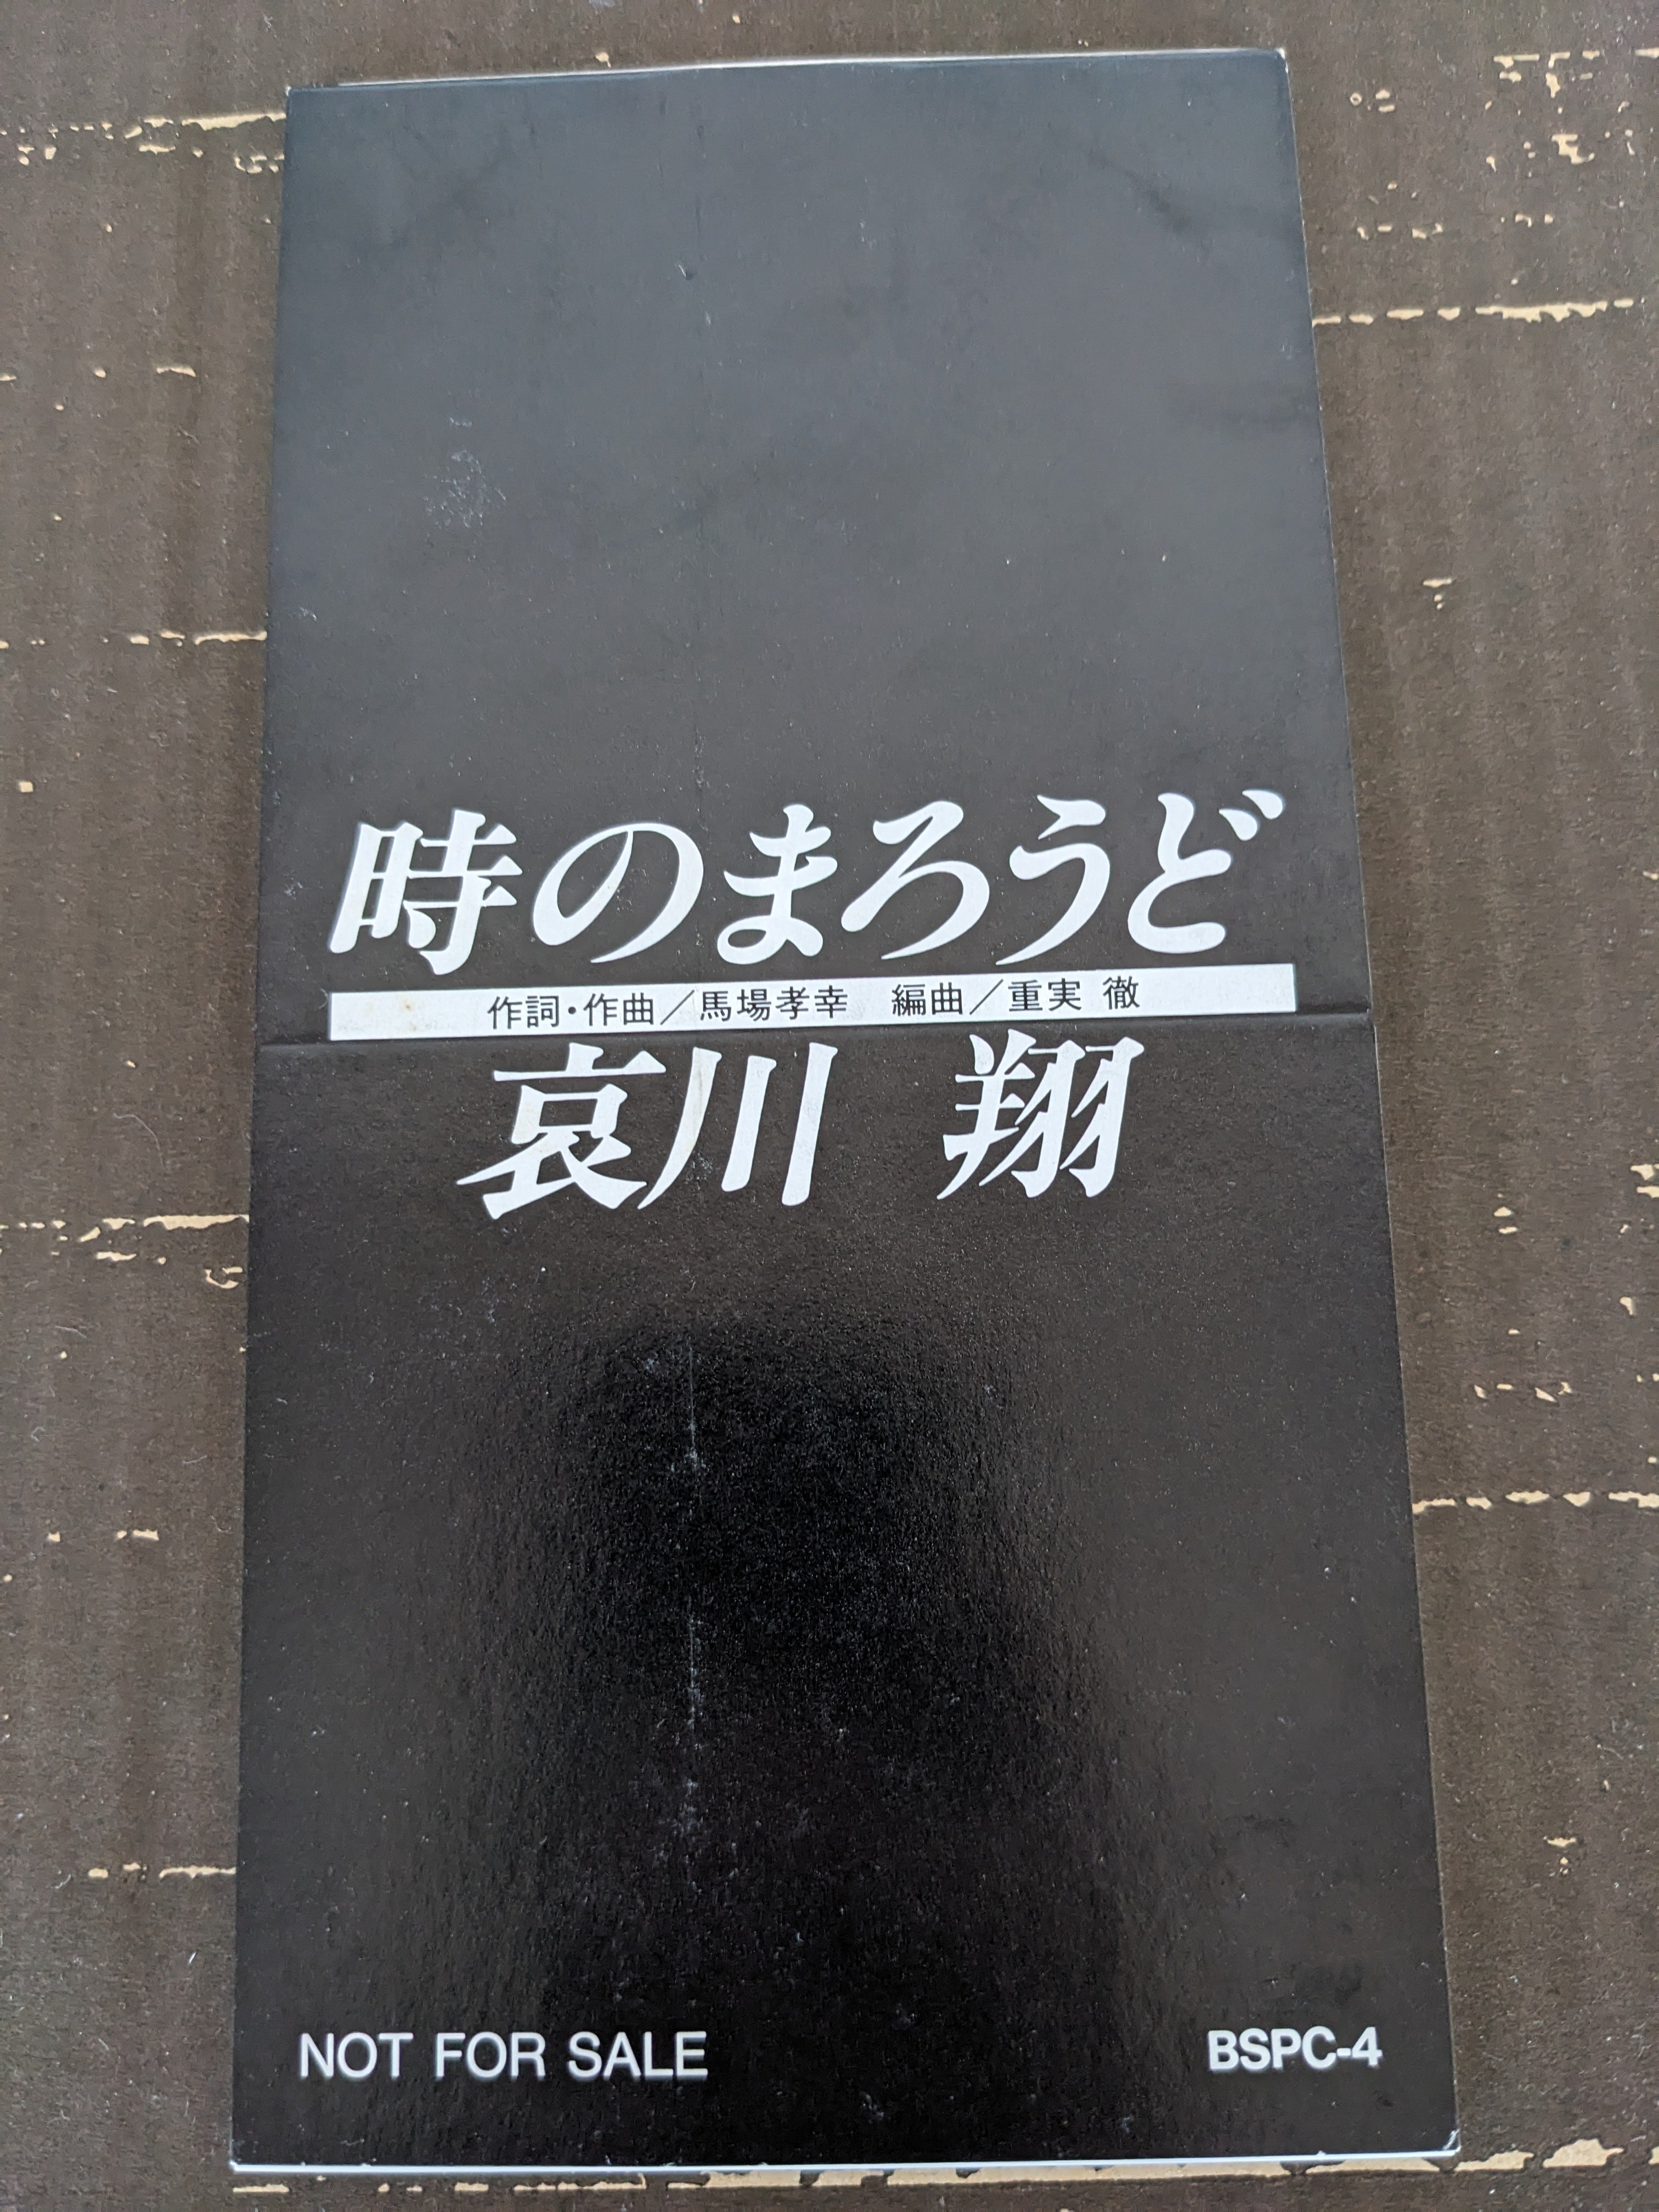 時のまろうど
作詞・作曲／馬場孝幸　編曲／重実 徹
哀川 翔
NOT FOR SALE
BSPC-4